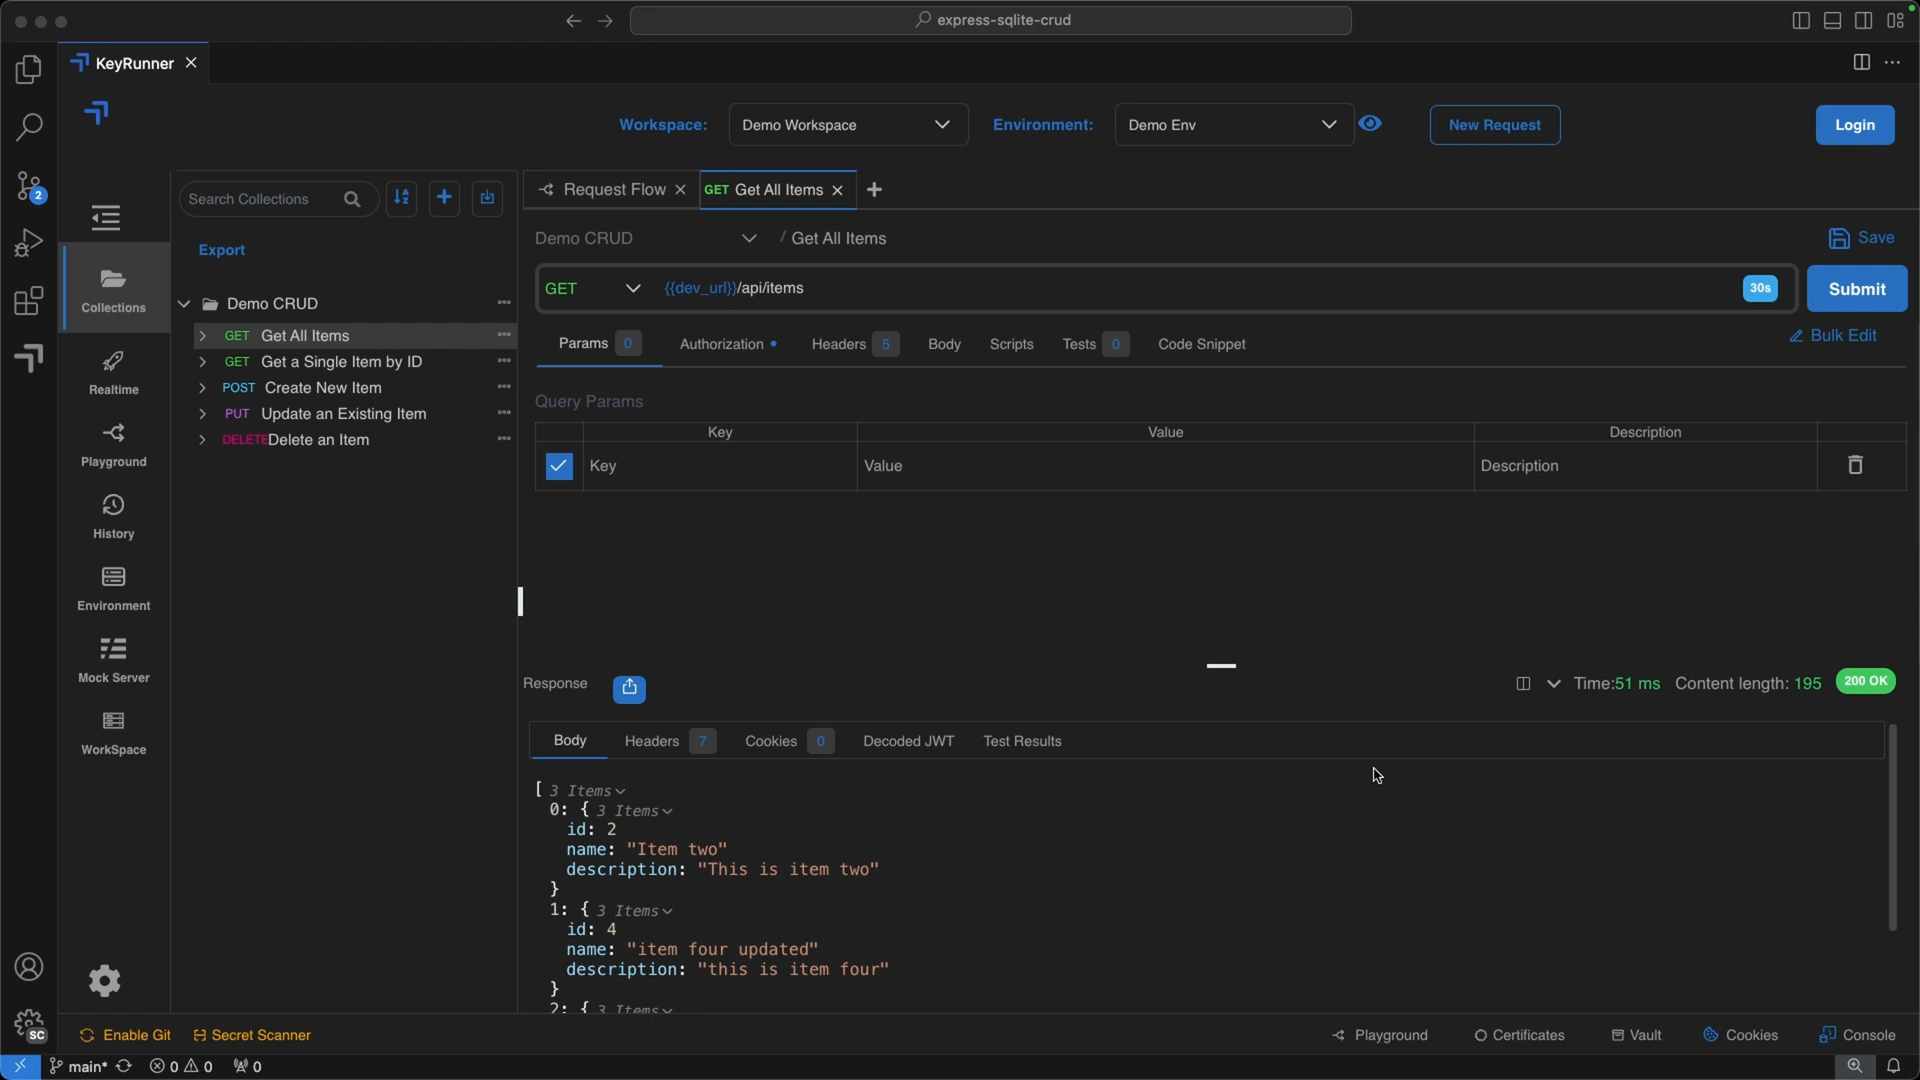 express-sqlite-crud
KeyRunner
Workspace: Demo Workspace Environment: Demo Env New Request Login
2
Search Collections
Export
Collections
Realtime
Playground
History
Environment
Mock Server
WorkSpace
Demo CRUD
GET Get All Items
GET Get a Single Item by ID
POST Create New Item
PUT Update an Existing Item
DELETE Delete an Item
Request Flow GET Get All Items
Demo CRUD / Get All Items Save
GET {{dev_url}}/api/items 30s Submit
Params 0 Authorization Headers 5 Body Scripts Tests 0 Code Snippet Bulk Edit
Query Params
Key Value Description
Key Value Description
Response Time:51 ms Content length: 195 200 OK
Body Headers 7 Cookies 0 Decoded JWT Test Results
[ 3 Items
0: { 3 Items
id: 2
name: "Item two"
description: "This is item two"
}
1: { 3 Items
id: 4
name: "item four updated"
description: "this is item four"
}
2: { 3 Items
SC
Enable Git Secret Scanner Playground Certificates Vault Cookies Console
main* 0 0 0